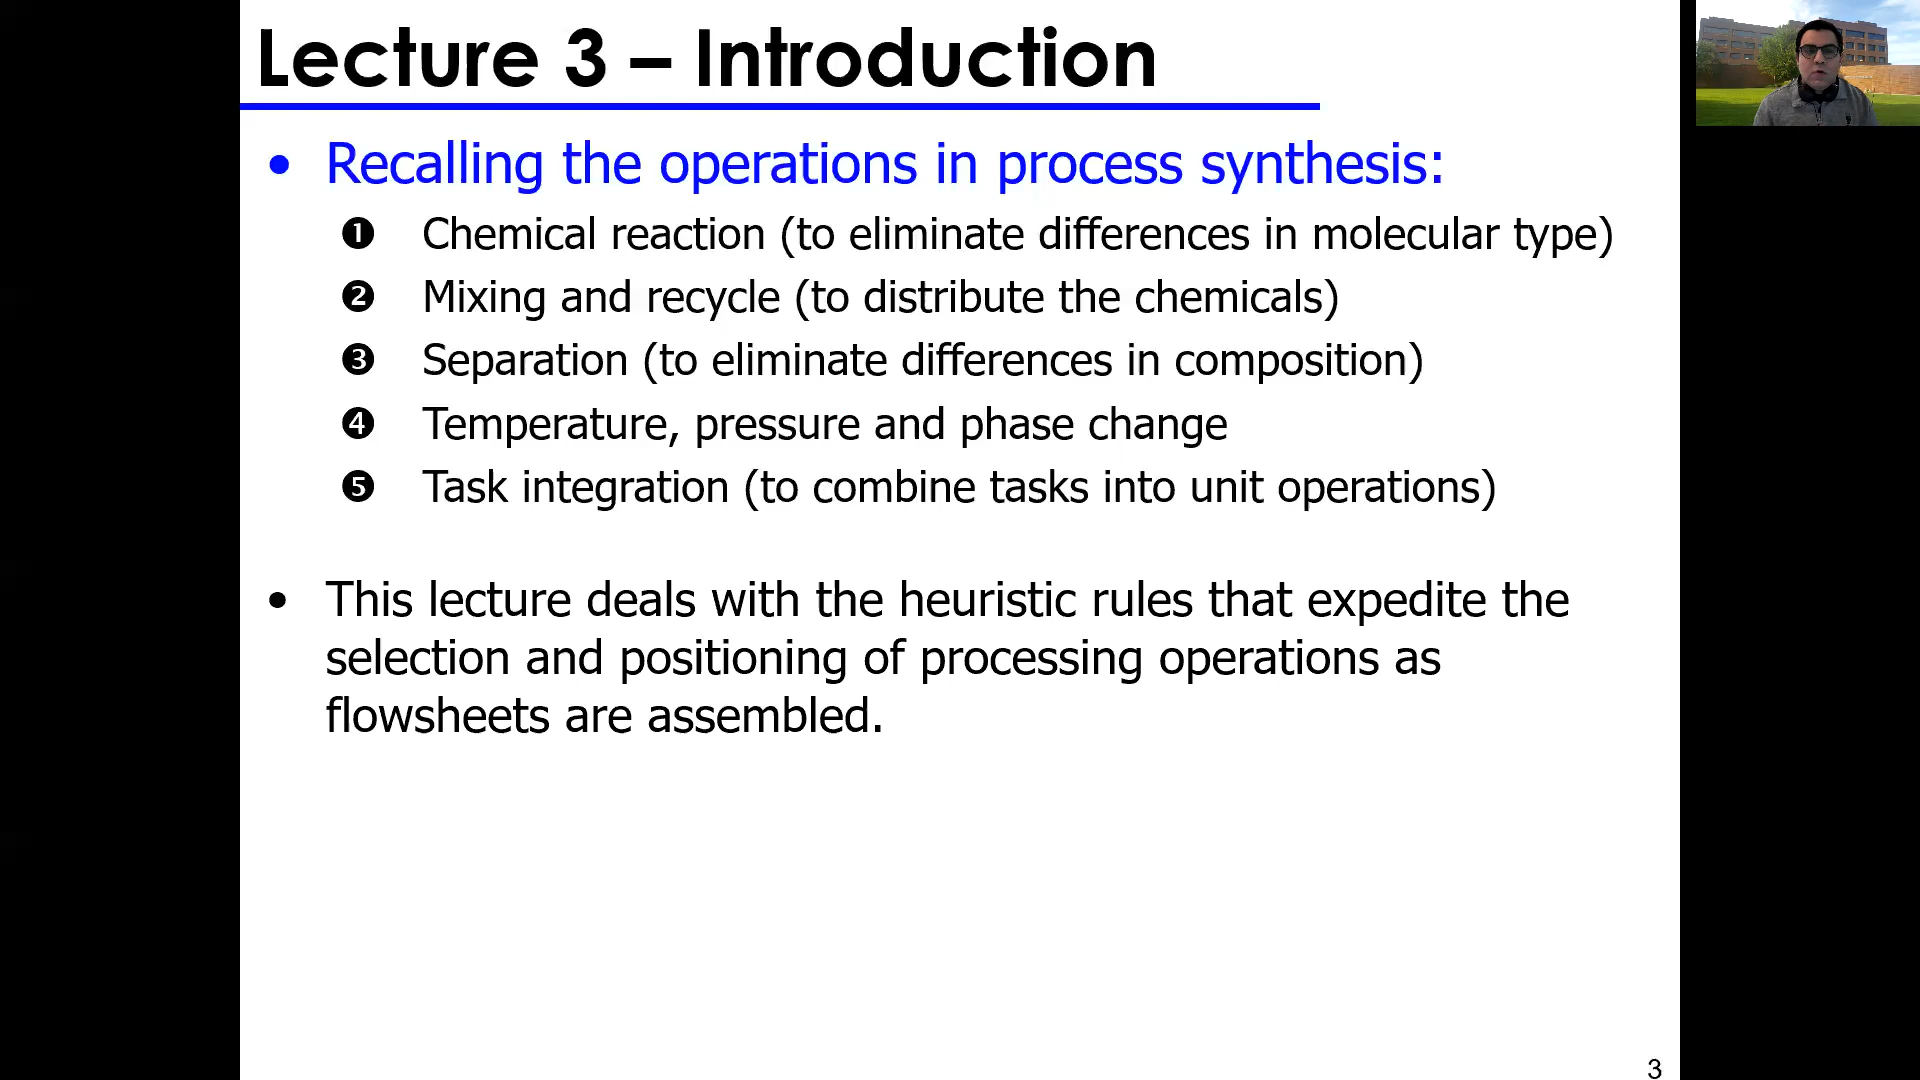 Lecture 3 – Introduction
• Recalling the operations in process synthesis:
❶ Chemical reaction (to eliminate differences in molecular type)
❷ Mixing and recycle (to distribute the chemicals)
❸ Separation (to eliminate differences in composition)
❹ Temperature, pressure and phase change
❺ Task integration (to combine tasks into unit operations)
• This lecture deals with the heuristic rules that expedite the
selection and positioning of processing operations as
flowsheets are assembled.
3